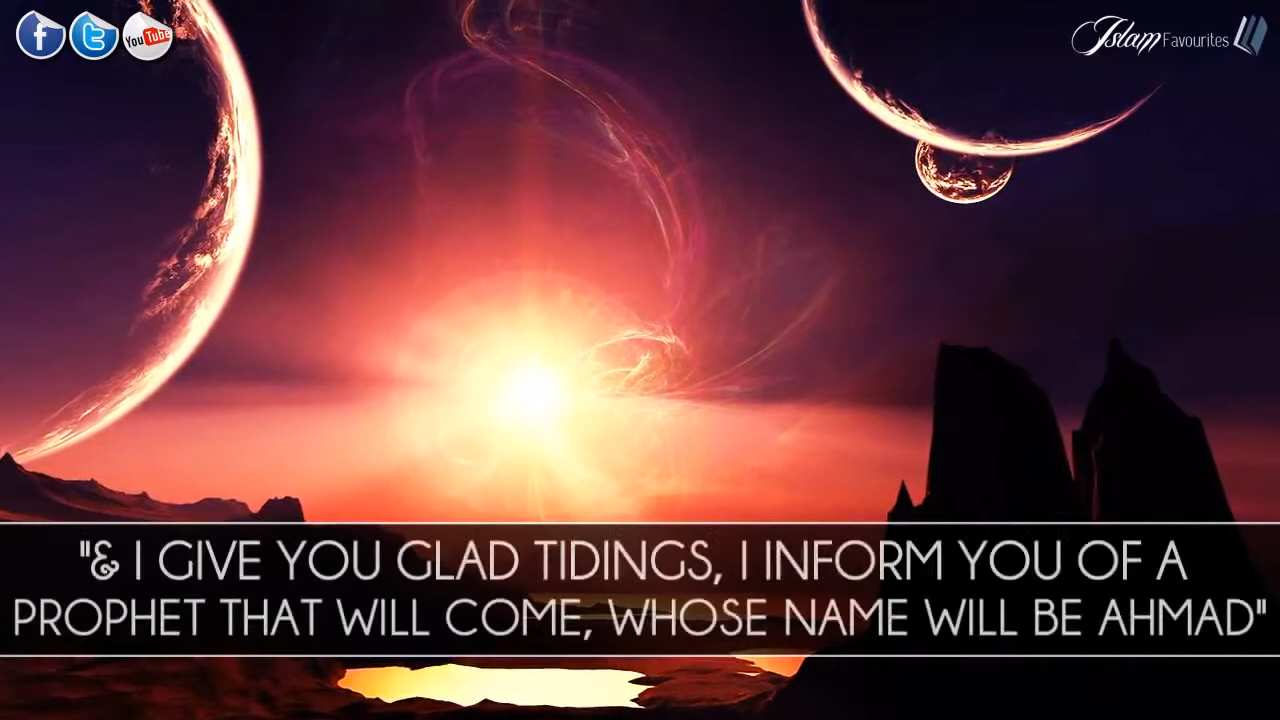 f
t
You Tube
Islam Favourites
"& I GIVE YOU GLAD TIDINGS, I INFORM YOU OF A
PROPHET THAT WILL COME, WHOSE NAME WILL BE AHMAD"